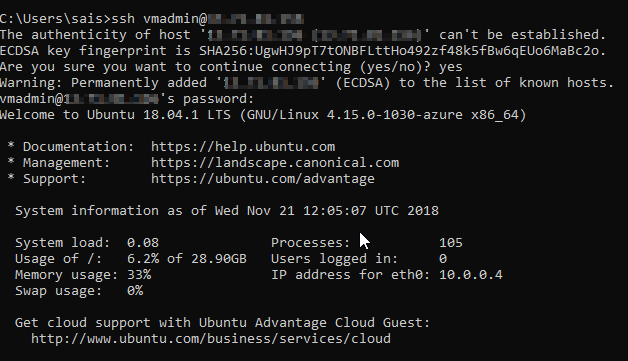 C:\Users\sais>ssh vmadmin@
The authenticity of host ' ' can't be established.
ECDSA key fingerprint is SHA256:UgwHJ9pT7tONBFLttHo492zf48k5fBw6qEUo6MaBc2o.
Are you sure you want to continue connecting (yes/no)? yes
Warning: Permanently added ' ' (ECDSA) to the list of known hosts.
vmadmin@ 's password:
Welcome to Ubuntu 18.04.1 LTS (GNU/Linux 4.15.0-1030-azure x86_64)
* Documentation:  https://help.ubuntu.com
* Management:     https://landscape.canonical.com
* Support:        https://ubuntu.com/advantage
System information as of Wed Nov 21 12:05:07 UTC 2018
System load:  0.08              Processes:           105
Usage of /:   6.2% of 28.90GB   Users logged in:     0
Memory usage: 33%               IP address for eth0: 10.0.0.4
Swap usage:   0%
Get cloud support with Ubuntu Advantage Cloud Guest:
http://www.ubuntu.com/business/services/cloud